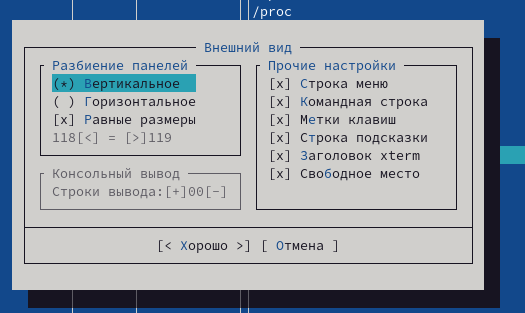 /proc
Внешний вид
Разбиение панелей
(*) Вертикальное
( ) Горизонтальное
[x] Равные размеры
118[<] = [>]119
Консольный вывод
Строки вывода:[+]00[-]
Прочие настройки
[x] Строка меню
[x] Командная строка
[x] Метки клавиш
[x] Строка подсказки
[x] Заголовок xterm
[x] Свободное место
[< Хорошо >] [ Отмена ]